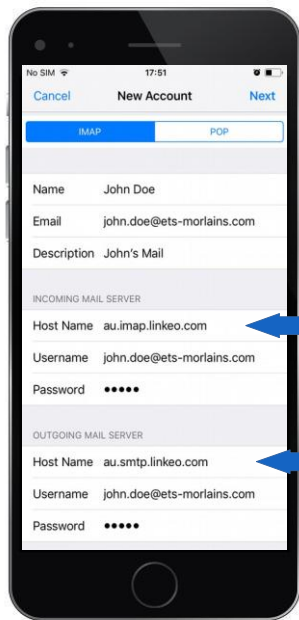 No SIM 17:51
Cancel New Account Next
IMAP POP
Name John Doe
Email john.doe@ets-morlains.com
Description John's Mail
INCOMING MAIL SERVER
Host Name au.imap.linkeo.com
Username john.doe@ets-morlains.com
Password •••••
OUTGOING MAIL SERVER
Host Name au.smtp.linkeo.com
Username john.doe@ets-morlains.com
Password •••••